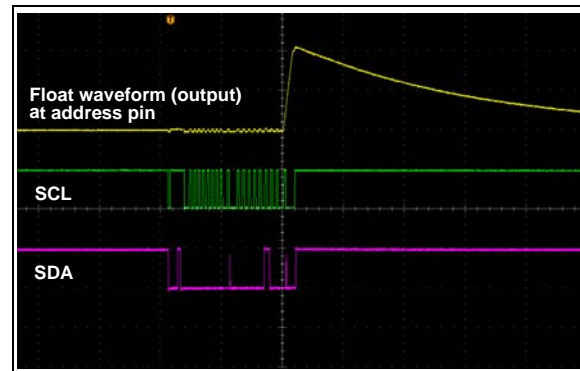 T
Float waveform (output)
at address pin
SCL
SDA